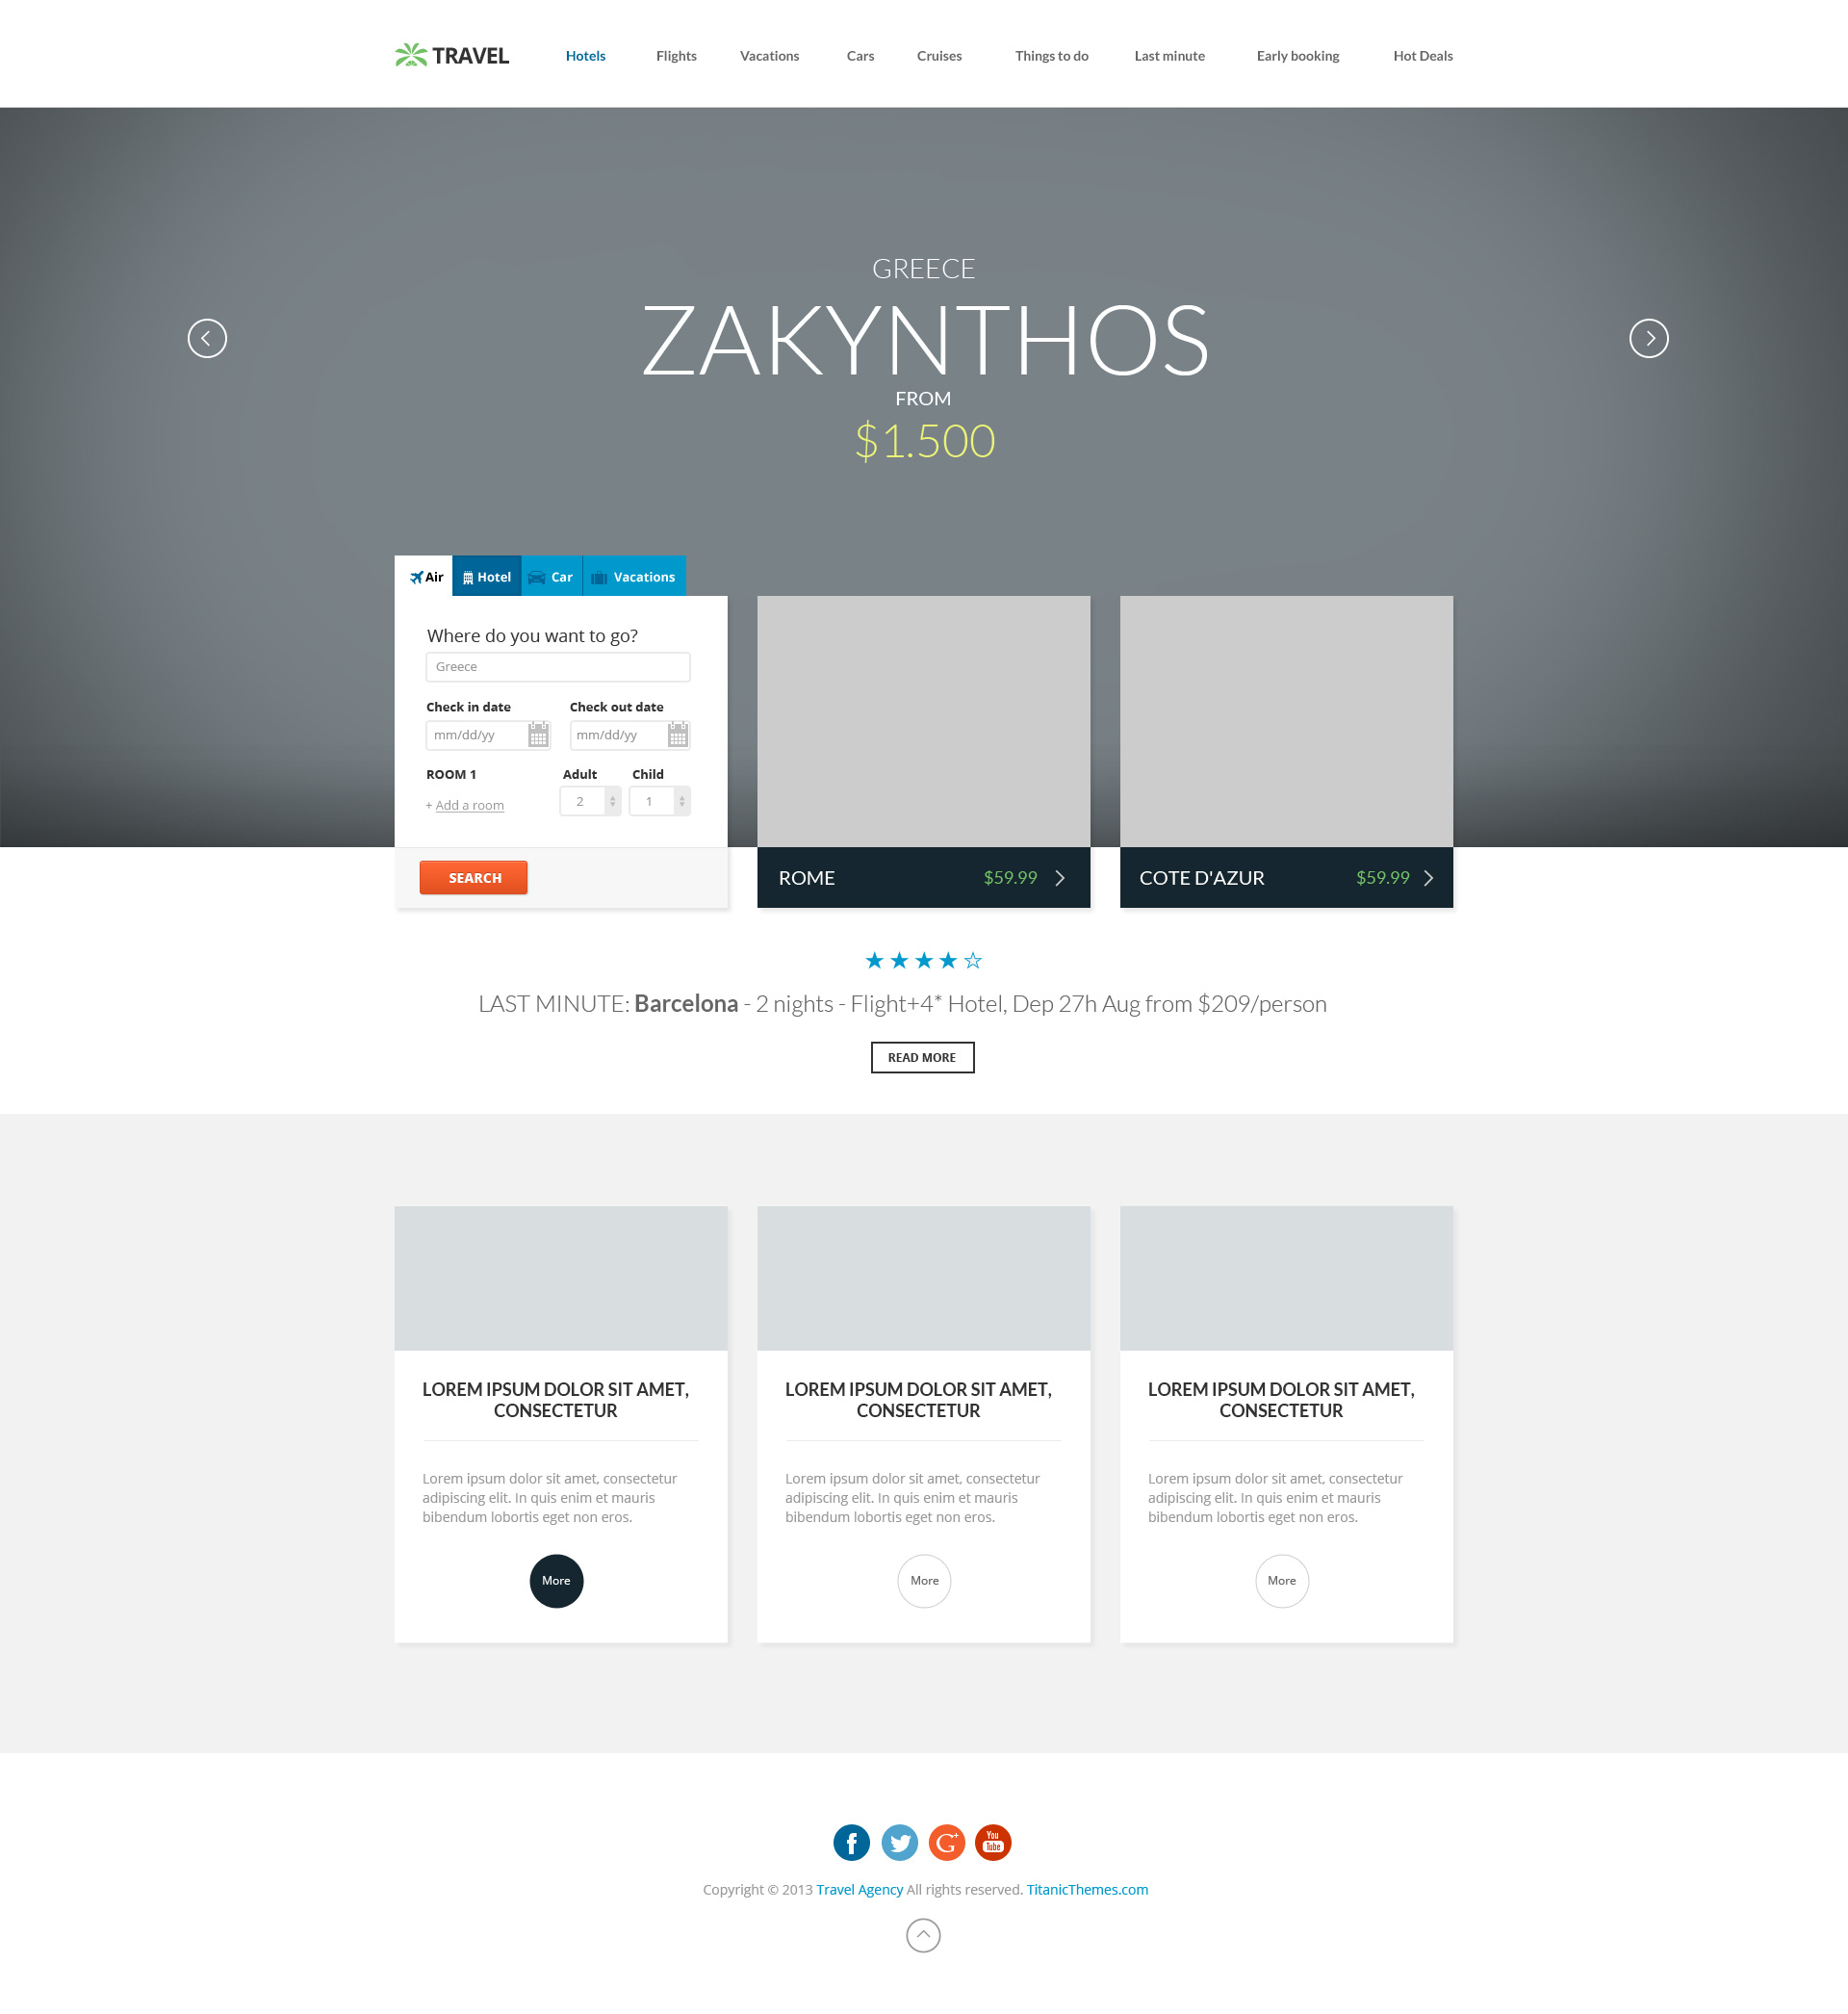 TRAVEL Hotels Flights Vacations Cars Cruises Things to do Last minute Early booking Hot Deals
GREECE
ZAKYNTHOS
FROM
$1.500
Air Hotel Car Vacations
Where do you want to go?
Greece
Check in date Check out date
mm/dd/yy mm/dd/yy
ROOM 1 Adult Child
+ Add a room 2 1
SEARCH
ROME $59.99
COTE D'AZUR $59.99
LAST MINUTE: Barcelona - 2 nights - Flight+4* Hotel, Dep 27h Aug from $209/person
READ MORE
LOREM IPSUM DOLOR SIT AMET,
CONSECTETUR
Lorem ipsum dolor sit amet, consectetur
adipiscing elit. In quis enim et mauris
bibendum lobortis eget non eros.
More
LOREM IPSUM DOLOR SIT AMET,
CONSECTETUR
Lorem ipsum dolor sit amet, consectetur
adipiscing elit. In quis enim et mauris
bibendum lobortis eget non eros.
More
LOREM IPSUM DOLOR SIT AMET,
CONSECTETUR
Lorem ipsum dolor sit amet, consectetur
adipiscing elit. In quis enim et mauris
bibendum lobortis eget non eros.
More
f G+ You Tube
Copyright © 2013 Travel Agency All rights reserved. TitanicThemes.com